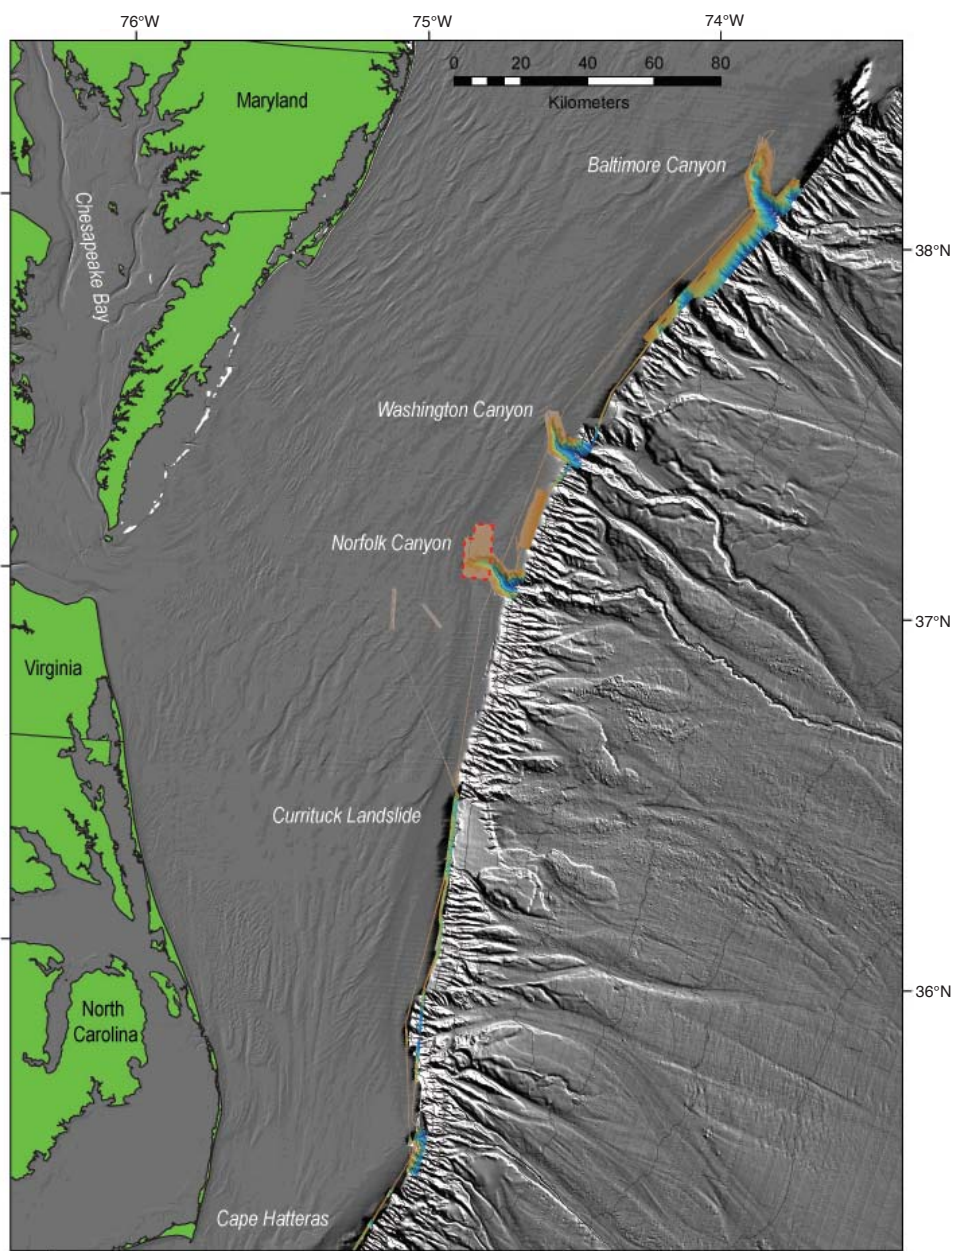 76°W 75°W 74°W
0 20 40 60 80
Kilometers
Maryland
Baltimore Canyon
Chesapeake Bay
38°N
Washington Canyon
Norfolk Canyon
37°N
Virginia
Currituck Landslide
36°N
North
Carolina
Cape Hatteras